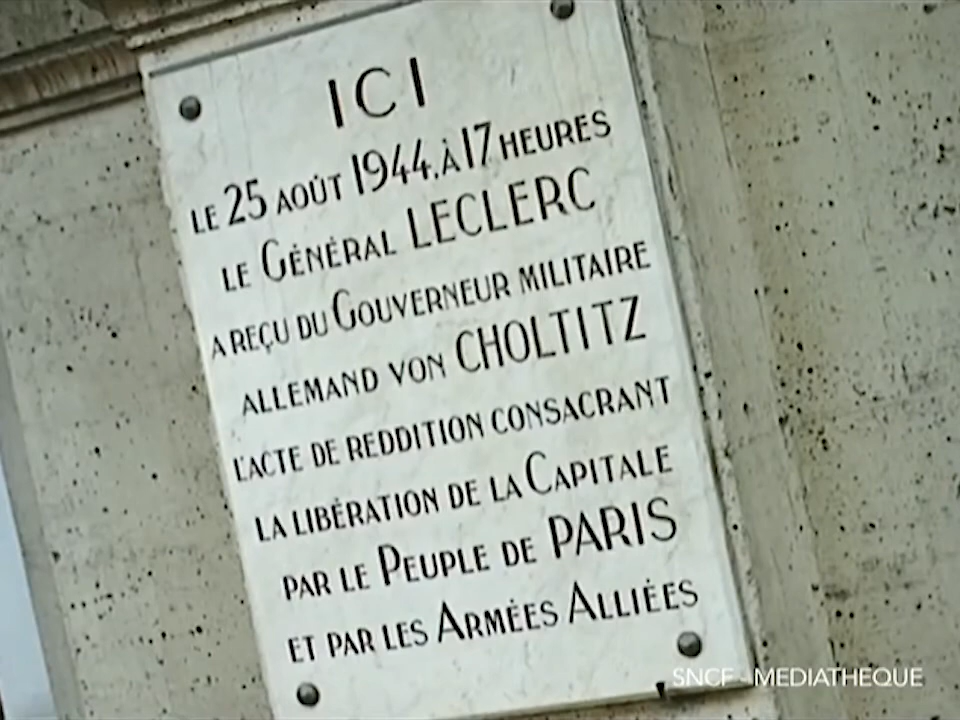 ICI
LE 25 AOÛT 1944. À 17 HEURES
LE GÉNÉRAL LECLERC
A REÇU DU GOUVERNEUR MILITAIRE
ALLEMAND VON CHOLTITZ
L'ACTE DE REDDITION CONSACRANT
LA LIBÉRATION DE LA CAPITALE
PAR LE PEUPLE DE PARIS
ET PAR LES ARMÉES ALLIÉES
SNCF - MEDIATHEQUE